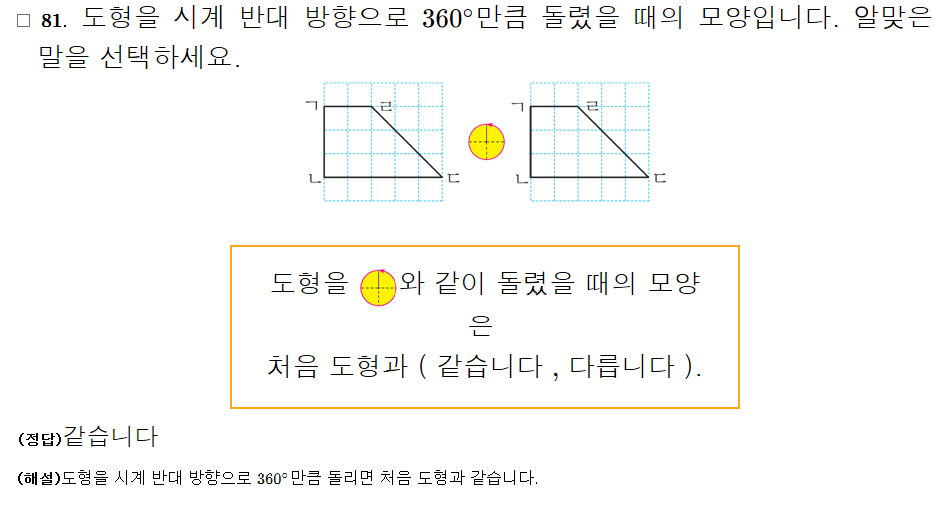 □ 81. 도형을 시계 반대 방향으로 360°만큼 돌렸을 때의 모양입니다. 알맞은
말을 선택하세요.
ㄱ ㄹ ㄱ ㄹ
ㄴ ㄷ ㄴ ㄷ
도형을 와 같이 돌렸을 때의 모양
은
처음 도형과 ( 같습니다 , 다릅니다 ).
(정답)같습니다
(해설)도형을 시계 반대 방향으로 360°만큼 돌리면 처음 도형과 같습니다.